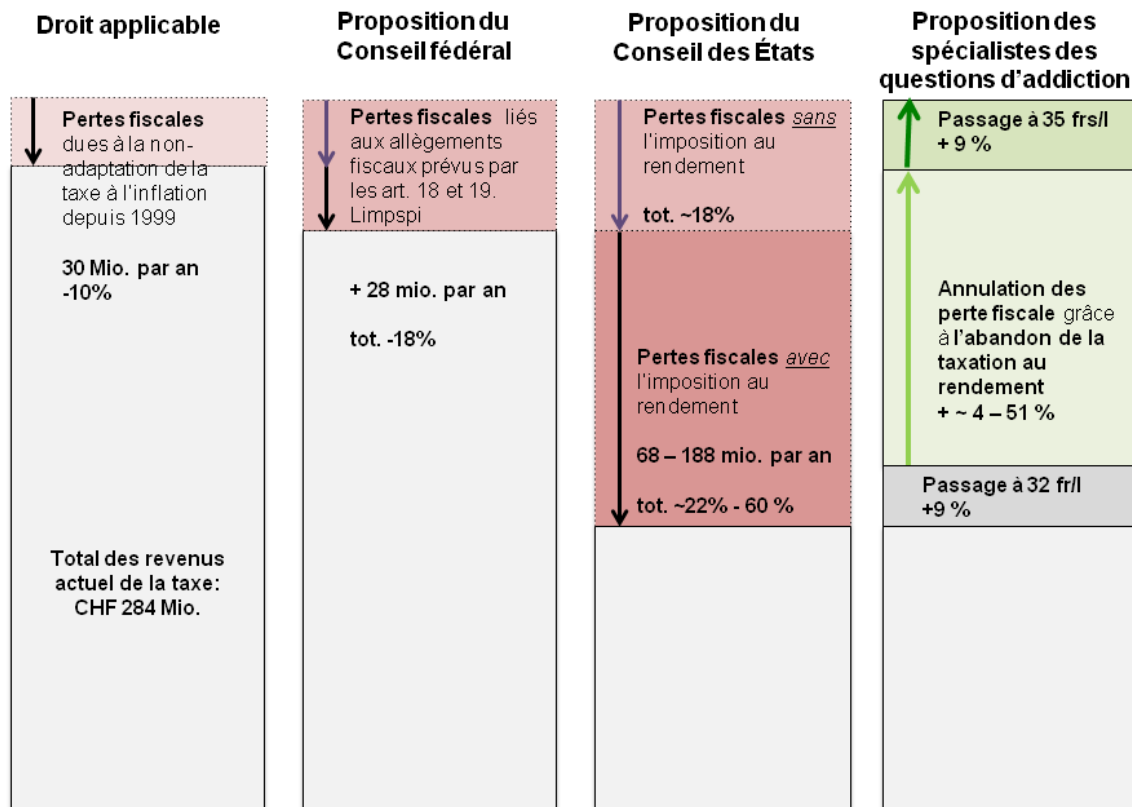 Droit applicable
Pertes fiscales
dues à la non-
adaptation de la
taxe à l'inflation
depuis 1999
30 Mio. par an
-10%
Total des revenus
actuel de la taxe:
CHF 284 Mio.
Proposition du
Conseil fédéral
Pertes fiscales liés
aux allègements
fiscaux prévus par
les art. 18 et 19.
Limpspi
+ 28 mio. par an
tot. -18%
Proposition du
Conseil des États
Pertes fiscales sans
l'imposition au
rendement
tot. ~18%
Pertes fiscales avec
l'imposition au
rendement
68 – 188 mio. par an
tot. ~22% - 60 %
Proposition des
spécialistes des
questions d'addiction
Passage à 35 frs/l
+ 9 %
Annulation des
perte fiscale grâce
à l'abandon de la
taxation au
rendement
+ ~ 4 – 51 %
Passage à 32 fr/l
+9 %